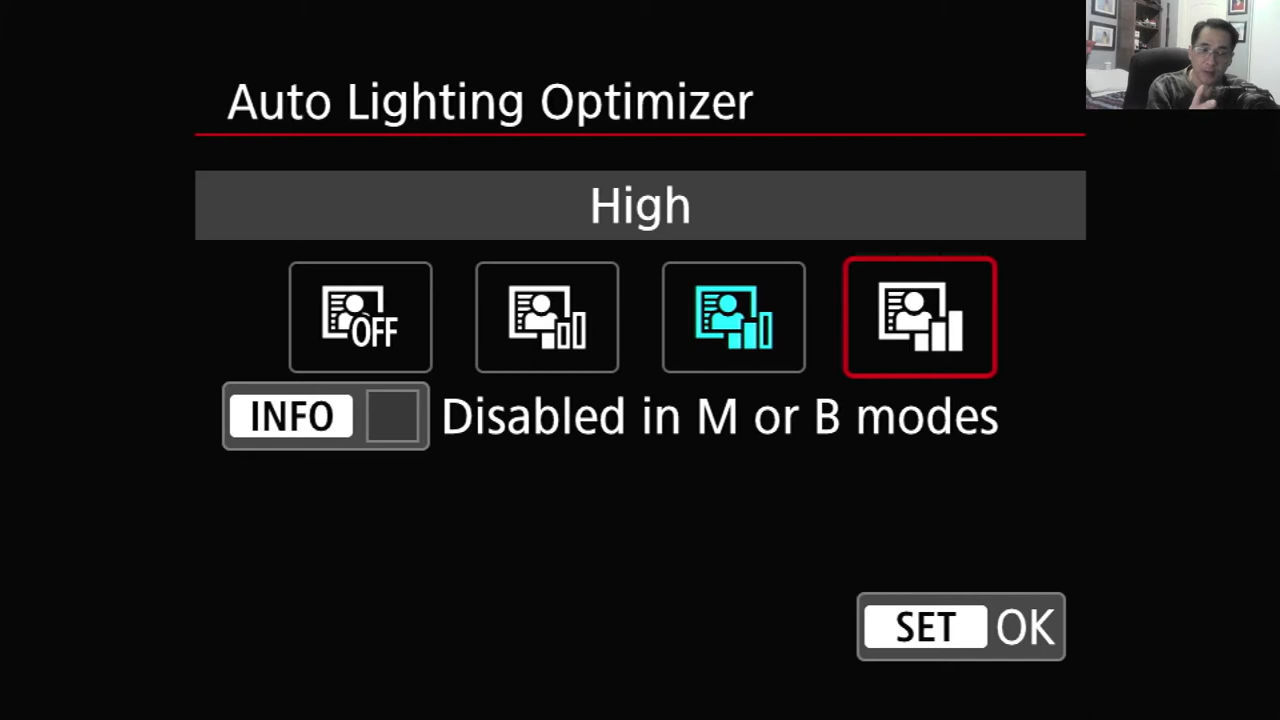 Auto Lighting Optimizer
High
OFF
INFO Disabled in M or B modes
SET OK